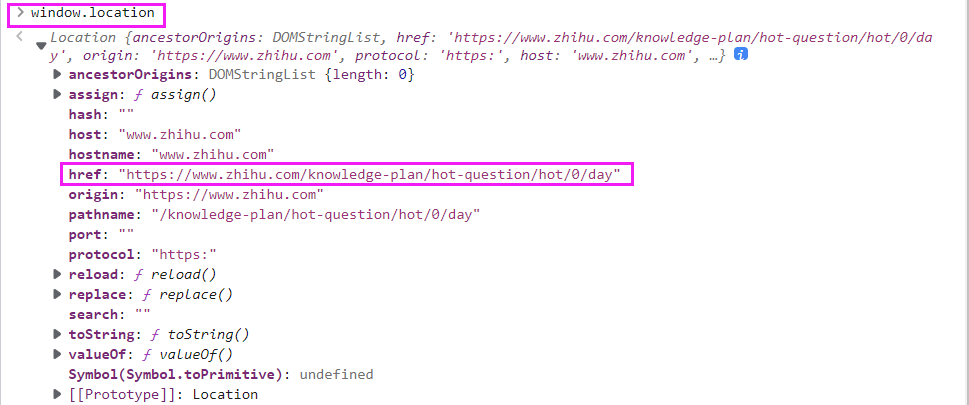 > window.location
Location {ancestorOrigins: DOMStringList, href: 'https://www.zhihu.com/knowledge-plan/hot-question/hot/0/da
y', origin: 'https://www.zhihu.com', protocol: 'https:', host: 'www.zhihu.com', …} i
ancestorOrigins: DOMStringList {length: 0}
assign: ƒ assign()
hash: ""
host: "www.zhihu.com"
hostname: "www.zhihu.com"
href: "https://www.zhihu.com/knowledge-plan/hot-question/hot/0/day"
origin: "https://www.zhihu.com"
pathname: "/knowledge-plan/hot-question/hot/0/day"
port: ""
protocol: "https:"
reload: ƒ reload()
replace: ƒ replace()
search: ""
toString: ƒ toString()
valueOf: ƒ valueOf()
Symbol(Symbol.toPrimitive): undefined
[[Prototype]]: Location